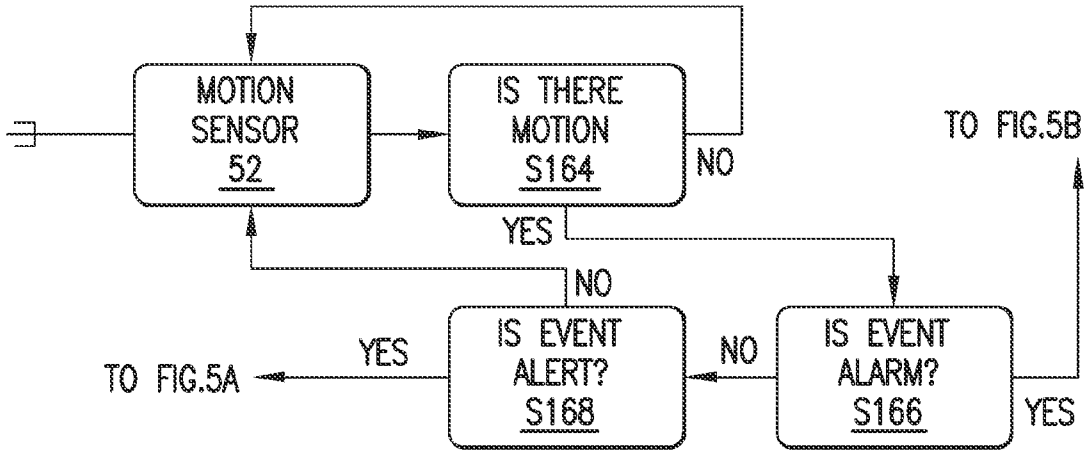 MOTION
SENSOR
52
IS THERE
MOTION
S164
NO
TO FIG.5B
YES
NO
IS EVENT
ALERT?
S168
YES
TO FIG.5A
NO
IS EVENT
ALARM?
S166
YES